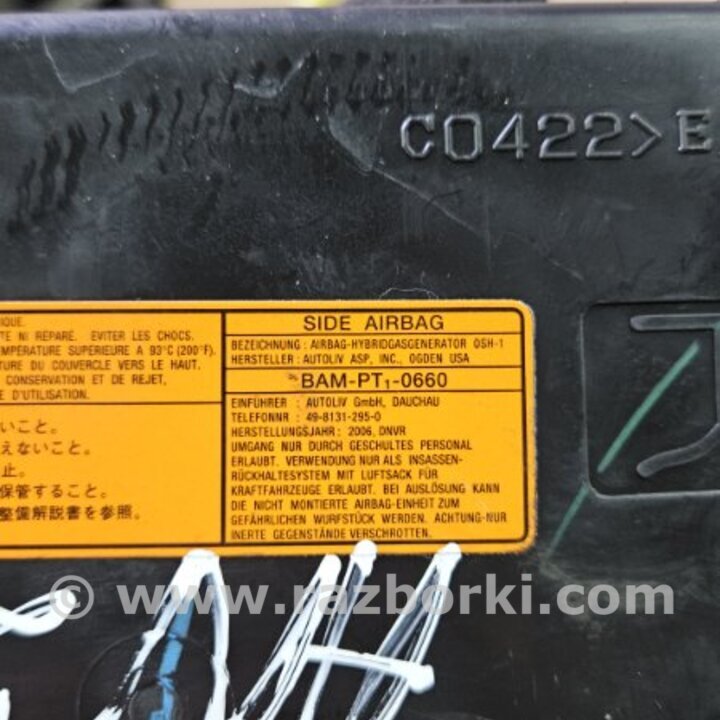 CO422>E
IQUE.
TE NI REPARE. EVITER LES CHOCS.
EMPÉRATURE SUPERIEURE A 93°C (200°F).
TURE DU COUVERCLE VERS LE HAUT.
CONSERVATION ET DE REJET,
E D'UTILISATION.
ないこと。
えないこと。
止。
保管すること。
整備解説書を参照。
SIDE AIRBAG
BEZEICHNUNG : AIRBAG-HYBRIDGASGENERATOR OSH-1
HERSTELLER : AUTOLIV ASP, INC., OGDEN USA
BAM-PT₁-0660
EINFÜHRER : AUTOLIV GmbH, DAUCHAU
TELEFONNR : 49-8131-295-0
HERSTELLUNGSJAHR : 2006, DNVR
UMGANG NUR DURCH GESCHULTES PERSONAL
ERLAUBT. VERWENDUNG NUR ALS INSASSEN-
RÜCKHALTESYSTEM MIT LUFTSACK FÜR
KRAFTFAHRZEUGE ERLAUBT. BEI AUSLÖSUNG KANN
DIE NICHT MONTIERTE AIRBAG-EINHEIT ZUM
GEFÄHRLICHEN WURFSTÜCK WERDEN. ACHTUNG-NUR
INERTE GEGENSTÄNDE VERSCHROTTEN.
© www.razborki.com